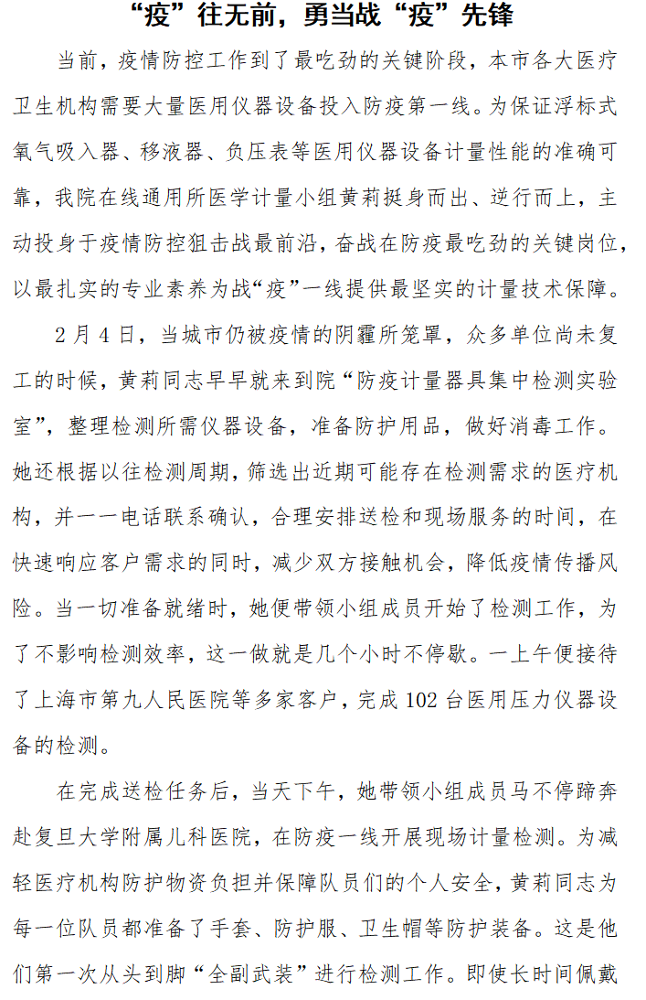 “疫”往无前，勇当战“疫”先锋
当前，疫情防控工作到了最吃劲的关键阶段，本市各大医疗
卫生机构需要大量医用仪器设备投入防疫第一线。为保证浮标式
氧气吸入器、移液器、负压表等医用仪器设备计量性能的准确可
靠，我院在线通用所医学计量小组黄莉挺身而出、逆行而上，主
动投身于疫情防控狙击战最前沿，奋战在防疫最吃劲的关键岗位，
以最扎实的专业素养为战“疫”一线提供最坚实的计量技术保障。
2 月 4 日，当城市仍被疫情的阴霾所笼罩，众多单位尚未复
工的时候，黄莉同志早早就来到院“防疫计量器具集中检测实验
室”，整理检测所需仪器设备，准备防护用品，做好消毒工作。
她还根据以往检测周期，筛选出近期可能存在检测需求的医疗机
构，并一一电话联系确认，合理安排送检和现场服务的时间，在
快速响应客户需求的同时，减少双方接触机会，降低疫情传播风
险。当一切准备就绪时，她便带领小组成员开始了检测工作，为
了不影响检测效率，这一做就是几个小时不停歇。一上午便接待
了上海市第九人民医院等多家客户，完成 102 台医用压力仪器设
备的检测。
在完成送检任务后，当天下午，她带领小组成员马不停蹄奔
赴复旦大学附属儿科医院，在防疫一线开展现场计量检测。为减
轻医疗机构防护物资负担并保障队员们的个人安全，黄莉同志为
每一位队员都准备了手套、防护服、卫生帽等防护装备。这是他
们第一次从头到脚“全副武装”进行检测工作。即使长时间佩戴